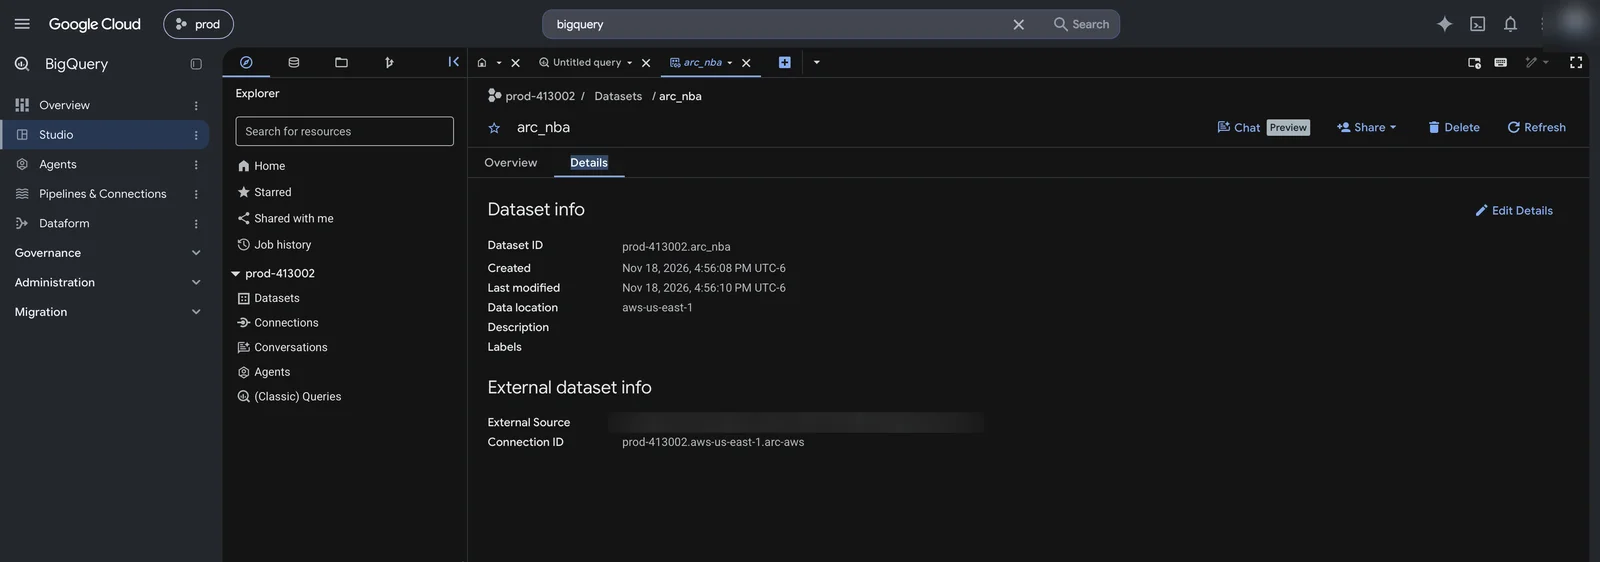 Google Cloud
prod
bigquery
Search
BigQuery
Overview
Studio
Agents
Pipelines & Connections
Dataform
Governance
Administration
Migration
Explorer
Search for resources
Home
Starred
Shared with me
Job history
prod-413002
Datasets
Connections
Conversations
Agents
(Classic) Queries
Untitled query
arc_nba
prod-413002 / Datasets / arc_nba
arc_nba
Chat Preview Share Delete Refresh
Overview Details
Dataset info
Edit Details
Dataset ID prod-413002.arc_nba
Created Nov 18, 2026, 4:56:08 PM UTC-6
Last modified Nov 18, 2026, 4:56:10 PM UTC-6
Data location aws-us-east-1
Description
Labels
External dataset info
External Source
Connection ID prod-413002.aws-us-east-1.arc-aws